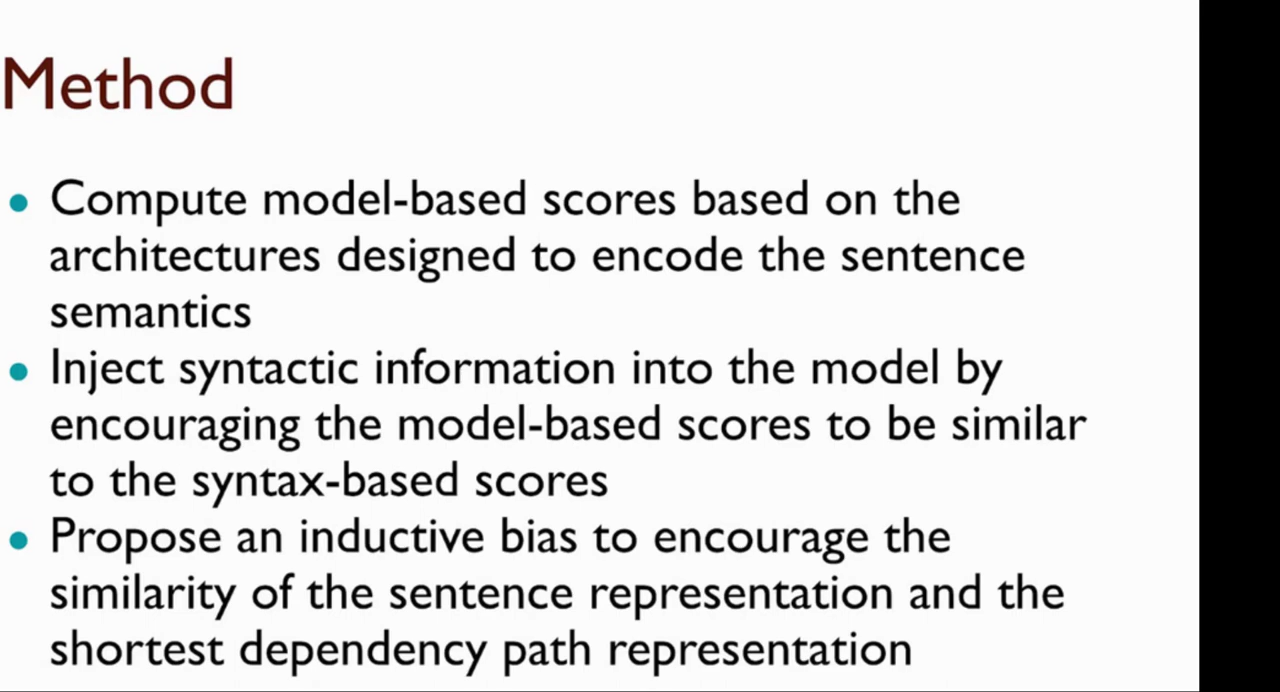 Method
• Compute model-based scores based on the
architectures designed to encode the sentence
semantics
• Inject syntactic information into the model by
encouraging the model-based scores to be similar
to the syntax-based scores
• Propose an inductive bias to encourage the
similarity of the sentence representation and the
shortest dependency path representation